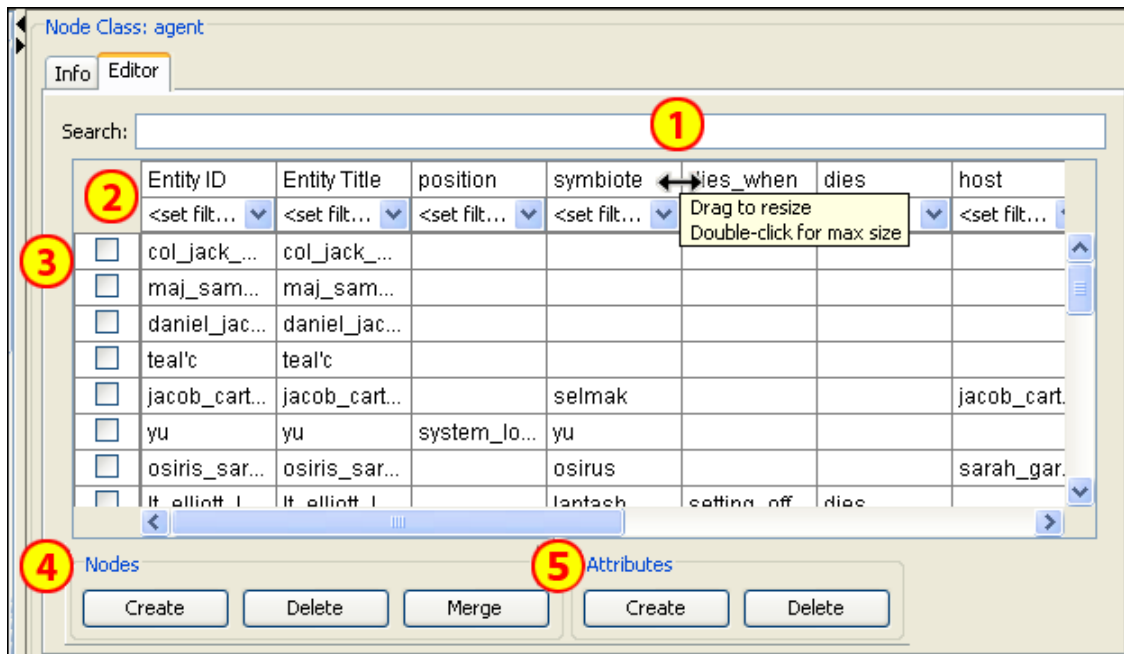 Node Class: agent
Info Editor
1
Search:
2 Entity ID Entity Title position symbiote dies_when dies host
<set filt... <set filt... <set filt... <set filt... <set filt...
Drag to resize
Double-click for max size
3 col_jack_... col_jack_...
maj_sam... maj_sam...
daniel_jac... daniel_jac...
teal'c teal'c
jacob_cart... jacob_cart... selmak jacob_cart.
yu yu system_lo... yu
osiris_sar... osiris_sar... osirus sarah_gar.
lt_elliott_l lt_elliott_l lantash setting_off dies
4 Nodes 5 Attributes
Create Delete Merge Create Delete